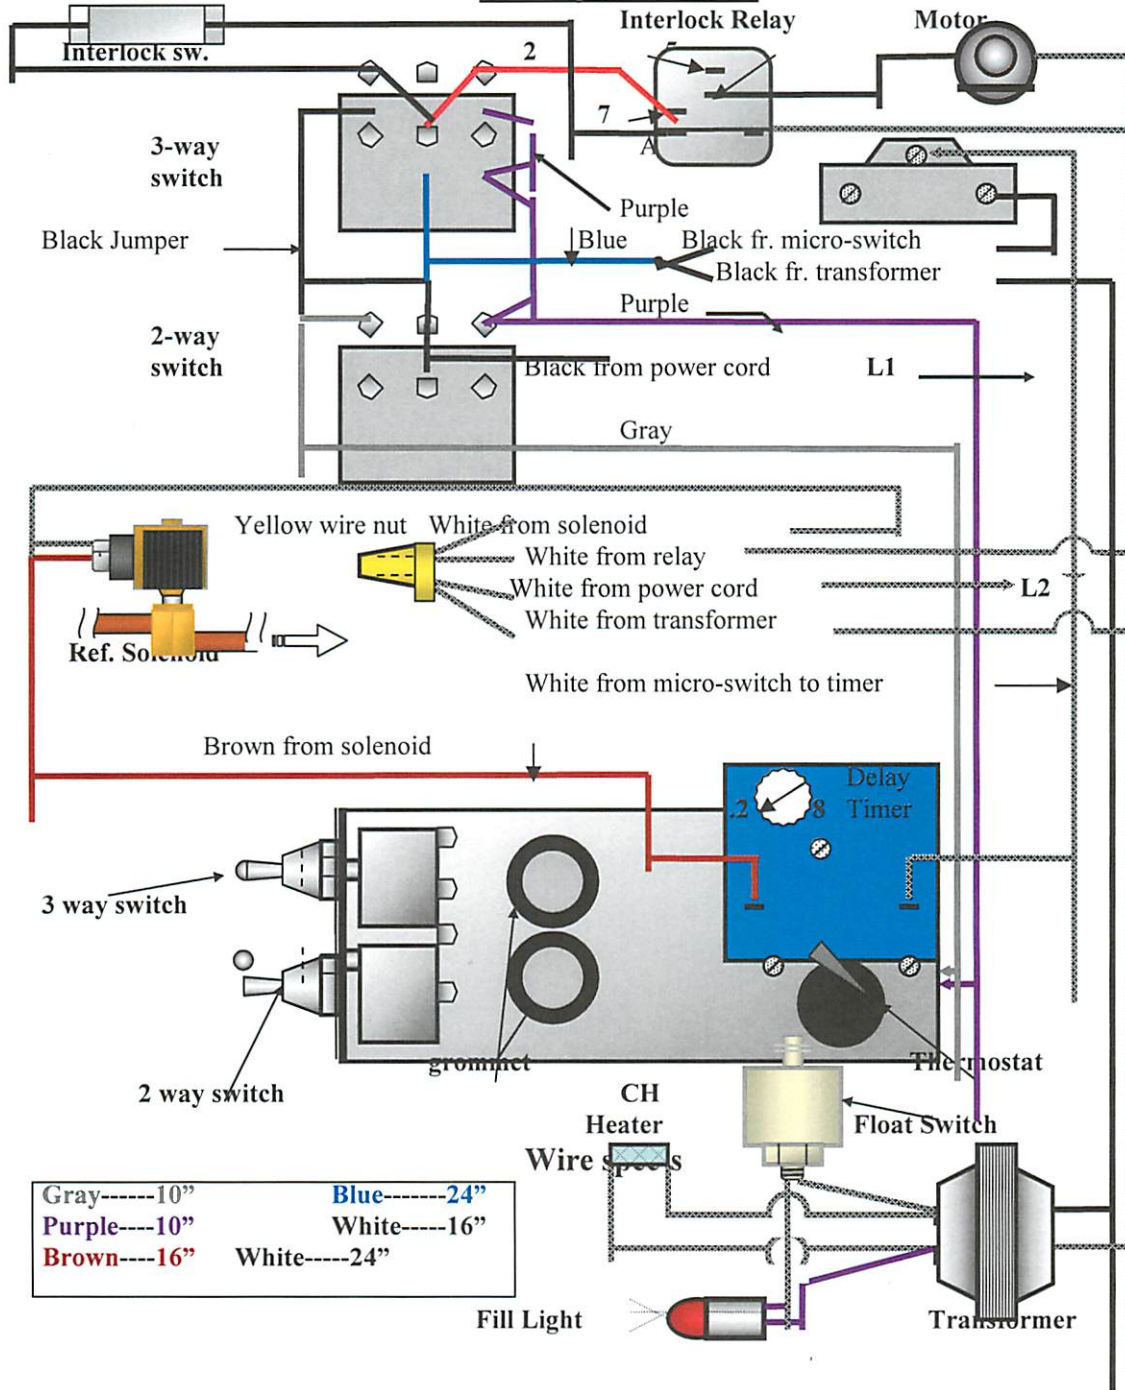 Interlock Relay
Motor
Interlock sw.
2
5
7
A
3-way
switch
Purple
Black Jumper
Blue
Black fr. micro-switch
Black fr. transformer
Purple
2-way
switch
Black from power cord
L1
Gray
Yellow wire nut
White from solenoid
White from relay
White from power cord
L2
White from transformer
Ref. Solenoid
White from micro-switch to timer
Brown from solenoid
Delay
Timer
.2
8
3 way switch
grommet
Thermostat
2 way switch
CH
Heater
Float Switch
Wire specs
Gray------10” Blue-------24”
Purple----10” White-----16”
Brown----16” White-----24”
Fill Light
Transformer